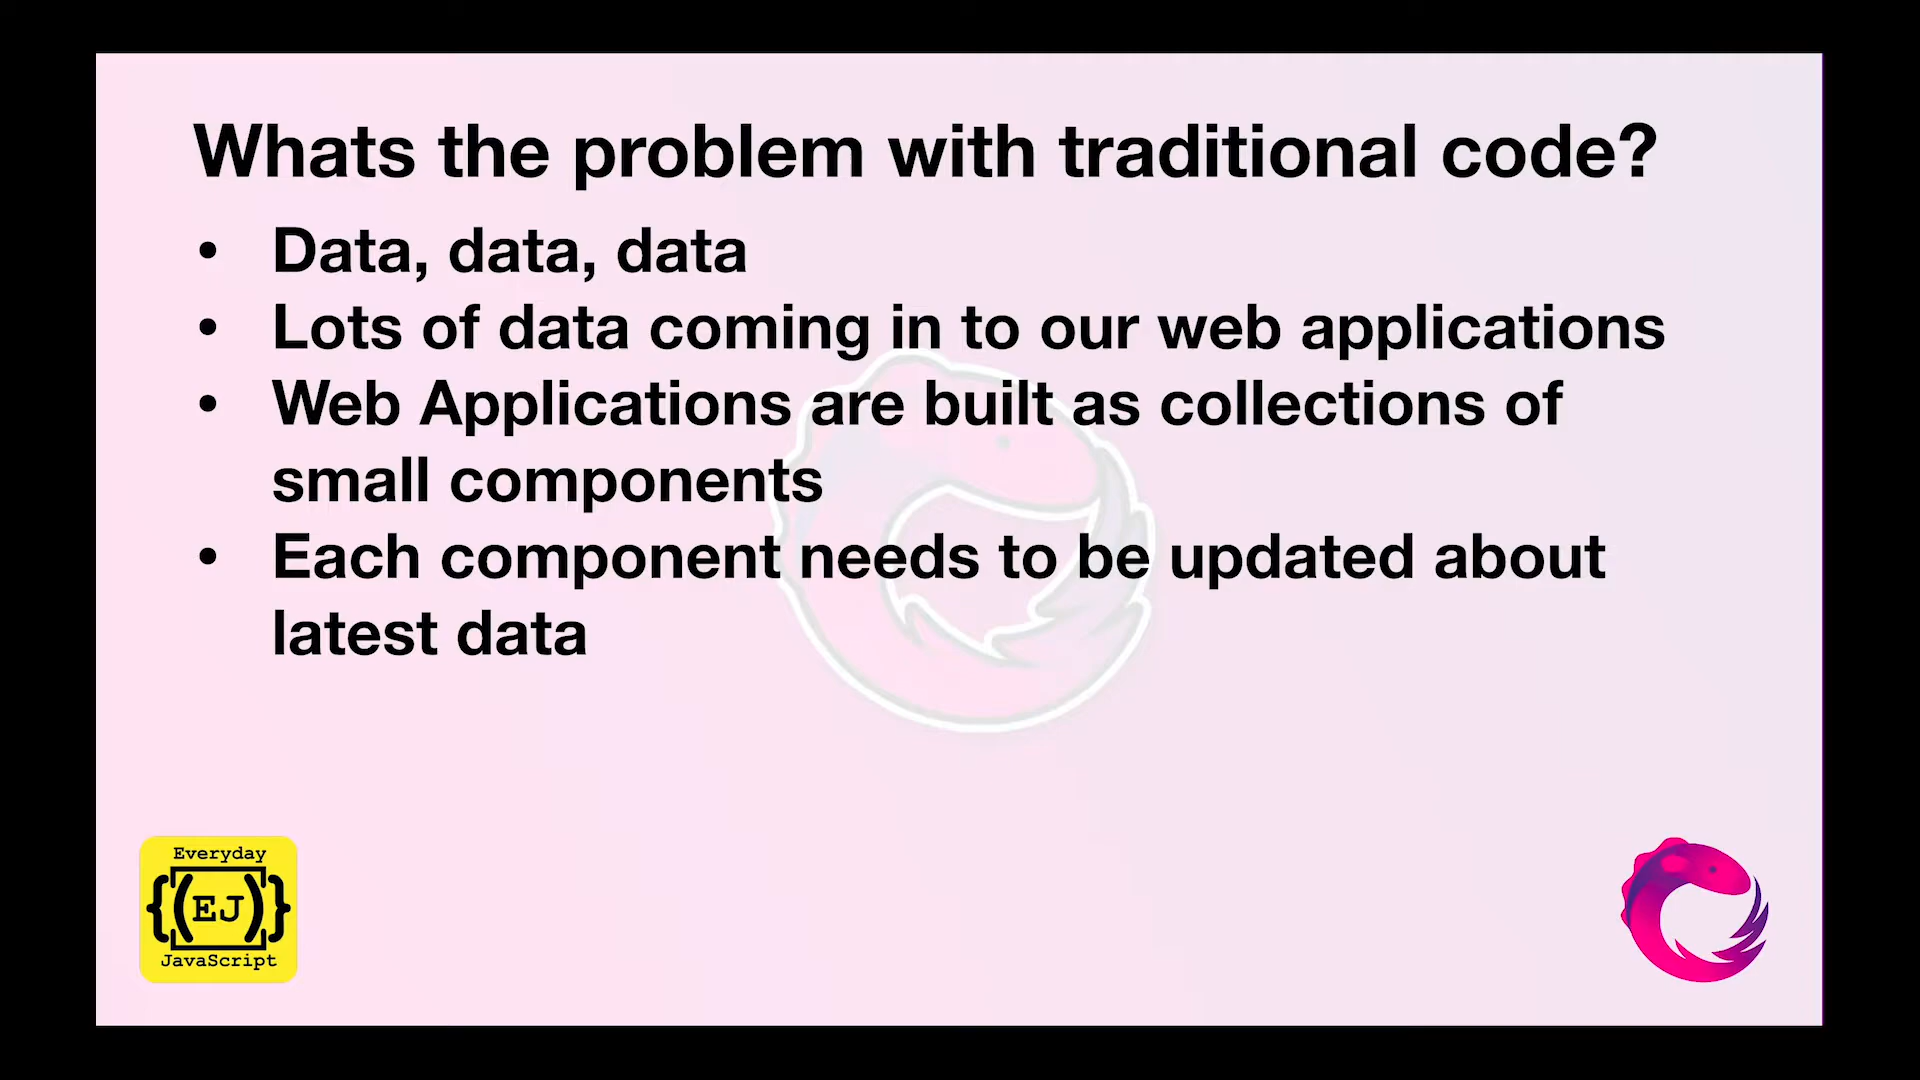 Whats the problem with traditional code?
• Data, data, data
• Lots of data coming in to our web applications
• Web Applications are built as collections of
small components
• Each component needs to be updated about
latest data
Everyday
{(EJ)}
JavaScript